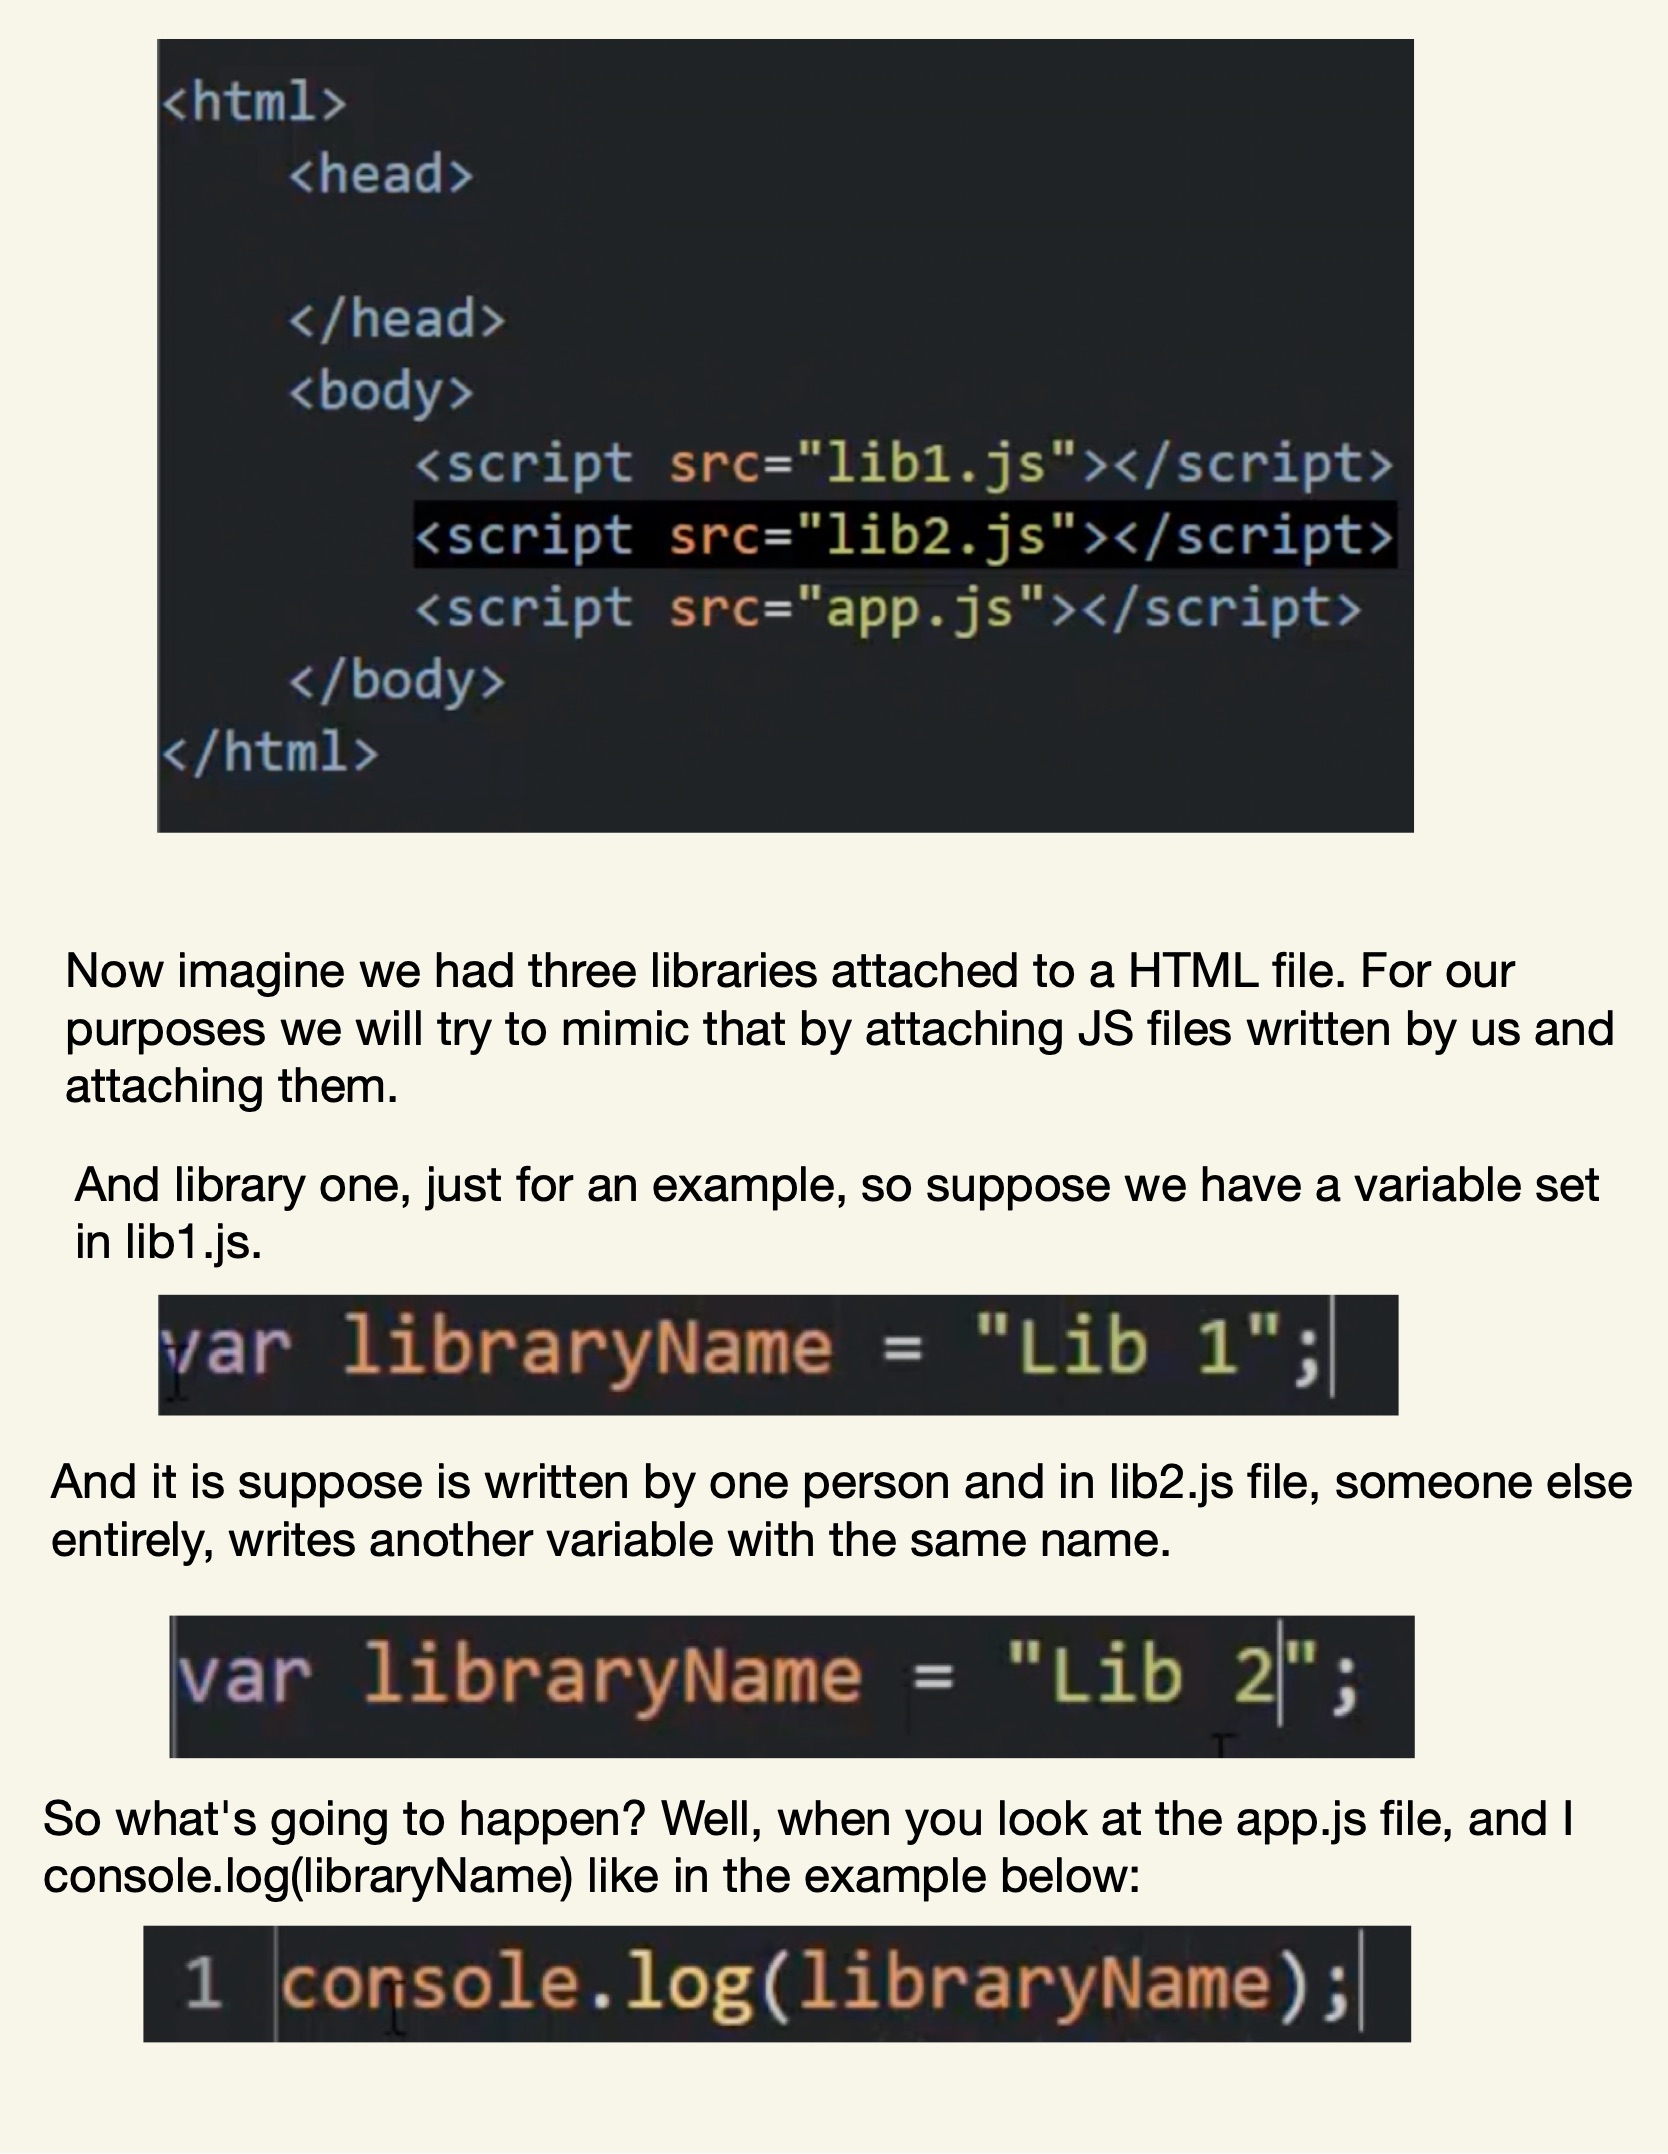 <html>
<head>
</head>
<body>
<script src="lib1.js"></script>
<script src="lib2.js"></script>
<script src="app.js"></script>
</body>
</html>
Now imagine we had three libraries attached to a HTML file. For our
purposes we will try to mimic that by attaching JS files written by us and
attaching them.
And library one, just for an example, so suppose we have a variable set
in lib1.js.
var libraryName = "Lib 1";
And it is suppose is written by one person and in lib2.js file, someone else
entirely, writes another variable with the same name.
var libraryName = "Lib 2";
So what's going to happen? Well, when you look at the app.js file, and I
console.log(libraryName) like in the example below:
1 console.log(libraryName);